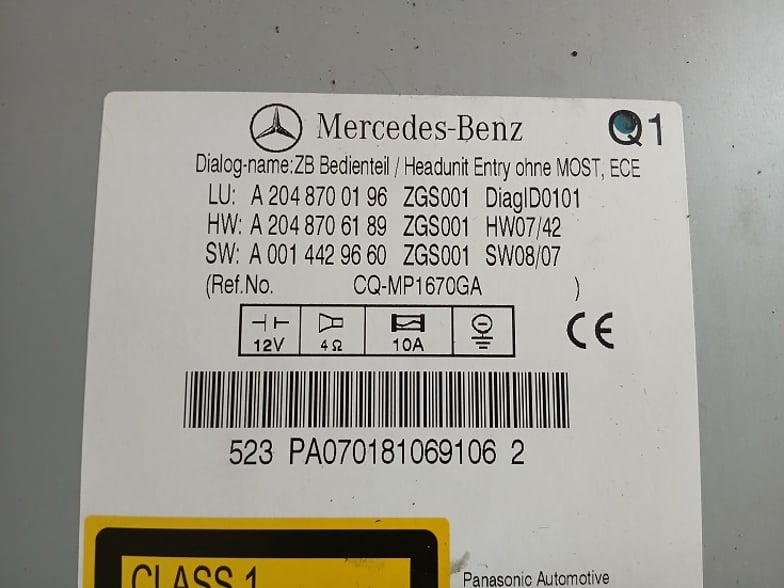 Mercedes-Benz
Q1
Dialog-name:ZB Bedienteil / Headunit Entry ohne MOST, ECE
LU: A 204 870 01 96 ZGS001 DiagID0101
HW: A 204 870 61 89 ZGS001 HW07/42
SW: A 001 442 96 60 ZGS001 SW08/07
(Ref.No. CQ-MP1670GA )
12V 4 Ω 10A
CE
523 PA070181069106 2
CLASS 1
Panasonic Automotive